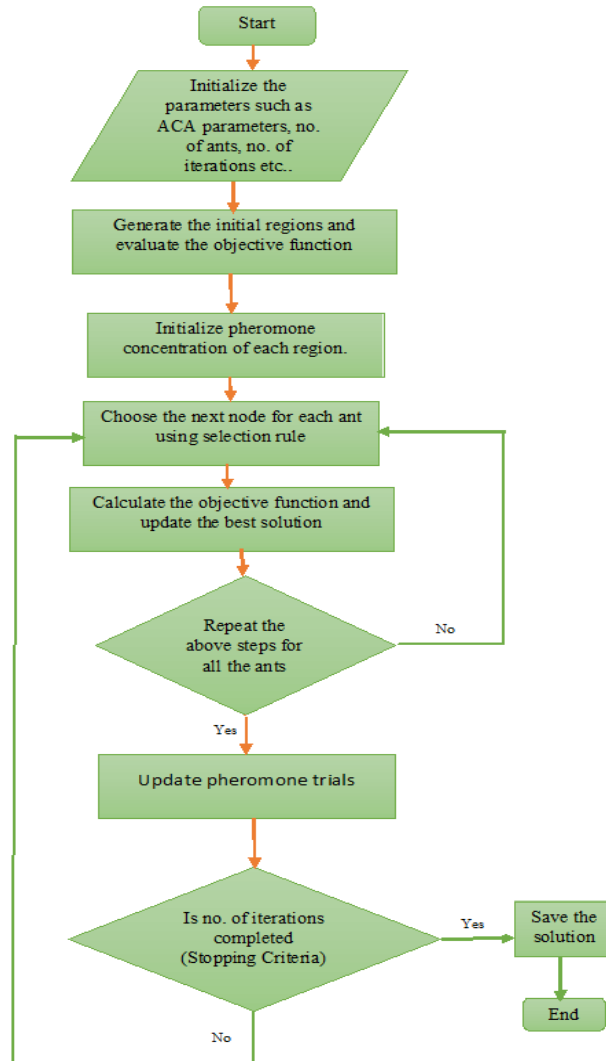 Start
Initialize the
parameters such as
ACA parameters, no.
of ants, no. of
iterations etc..
Generate the initial regions and
evaluate the objective function
Initialize pheromone
concentration of each region.
Choose the next node for each ant
using selection rule
Calculate the objective function and
update the best solution
Repeat the
above steps for
all the ants
No
Yes
Update pheromone trials
Is no. of iterations
completed
(Stopping Criteria)
Yes
Save the
solution
End
No